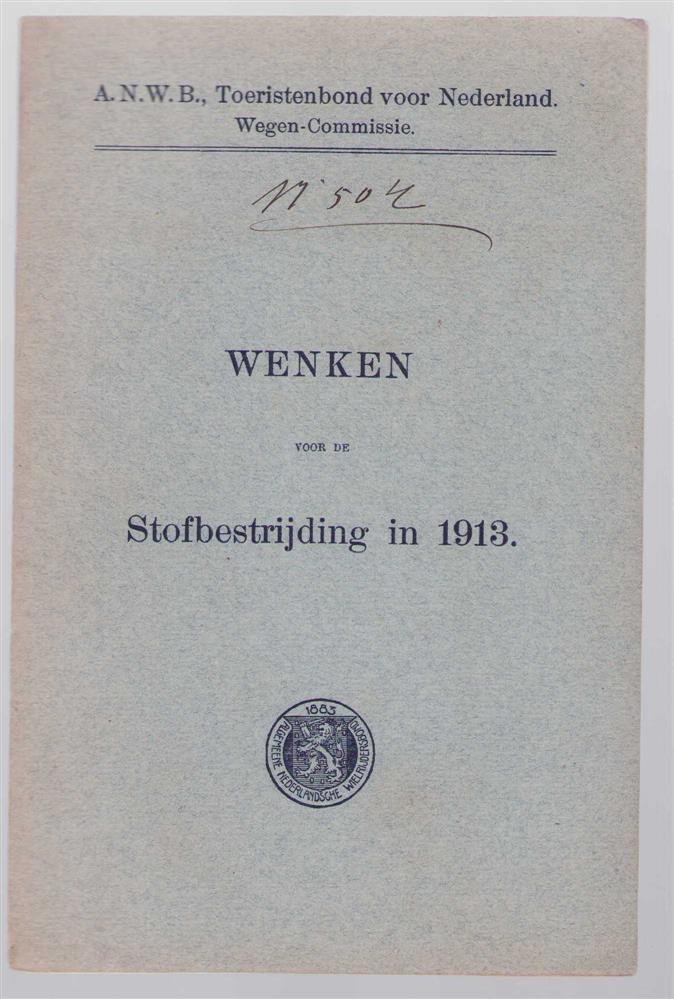 A.N.W.B., Toeristenbond voor Nederland.
Wegen-Commissie.
N° 504
WENKEN
VOOR DE
Stofbestrijding in 1913.
1883
ALGEMEENE NEDERLANDSCHE WIELRIJDERSBOND